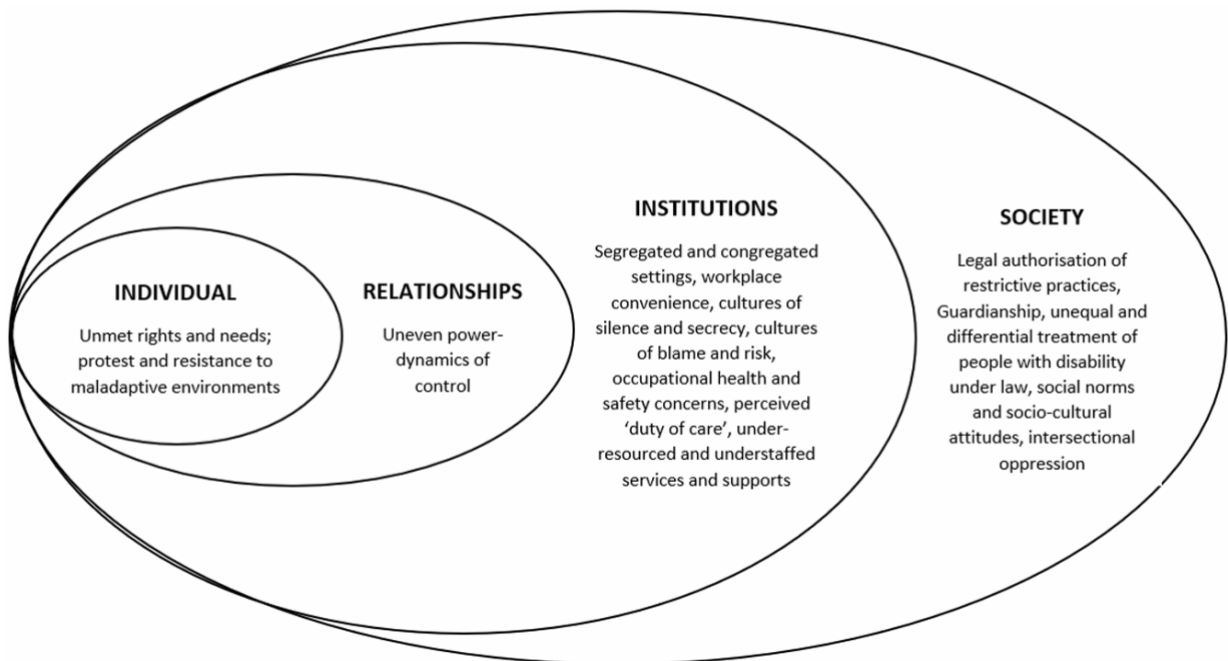 INDIVIDUAL
Unmet rights and needs;
protest and resistance to
maladaptive environments
RELATIONSHIPS
Uneven power-
dynamics of
control
INSTITUTIONS
Segregated and congregated
settings, workplace
convenience, cultures of
silence and secrecy, cultures
of blame and risk,
occupational health and
safety concerns, perceived
‘duty of care’, under-
resourced and understaffed
services and supports
SOCIETY
Legal authorisation of
restrictive practices,
Guardianship, unequal and
differential treatment of
people with disability
under law, social norms
and socio-cultural
attitudes, intersectional
oppression